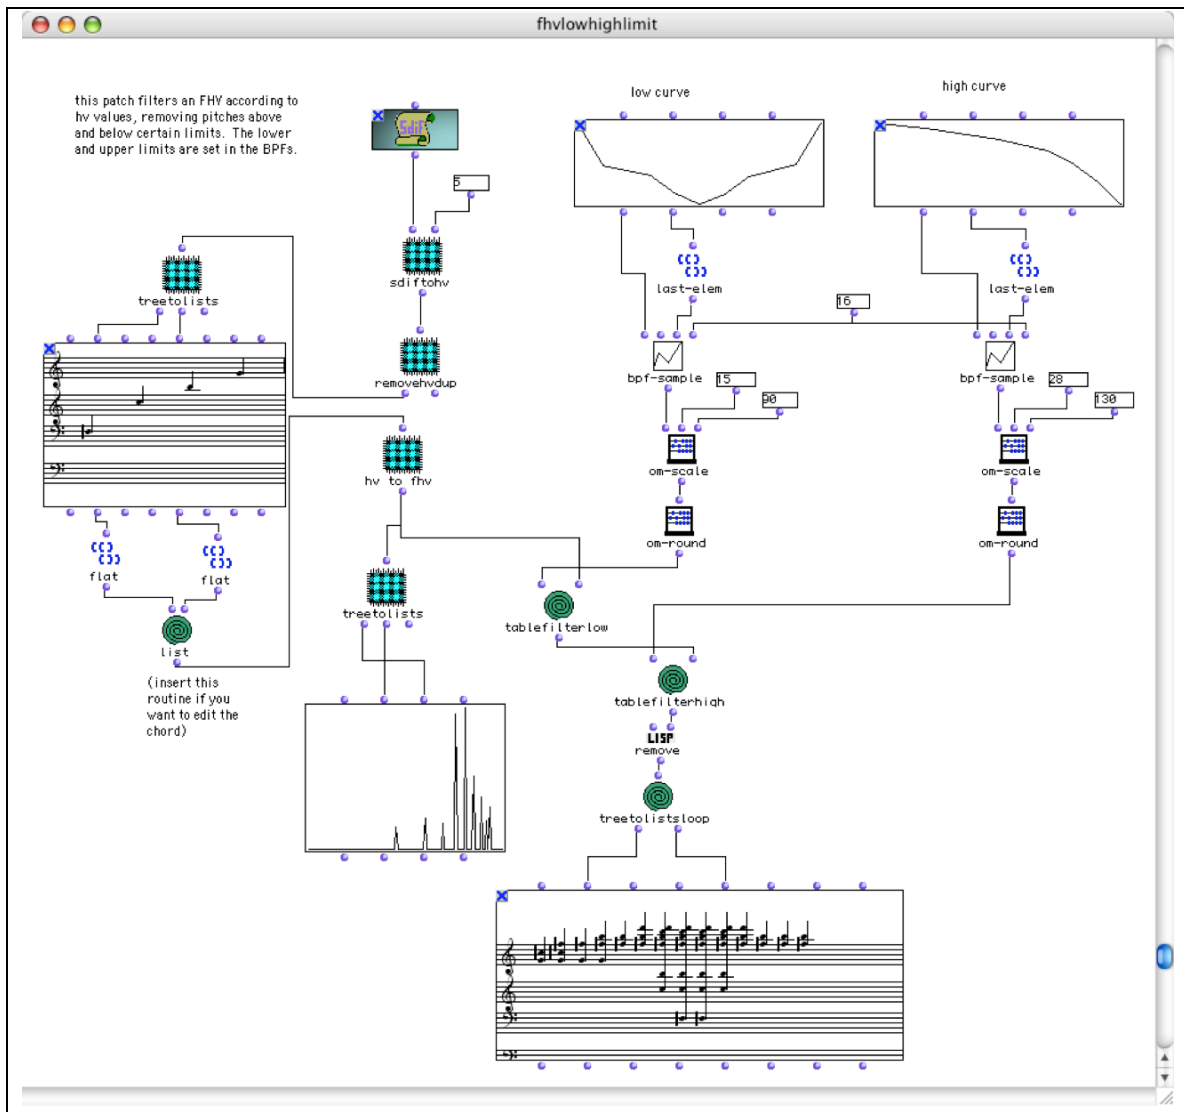 fhvlowhighlimit
this patch filters an FHV according to
hv values, removing pitches above
and below certain limits. The lower
and upper limits are set in the BPFs.
low curve
high curve
Sdif
5
sdiftohv
treetolists
last-elem
last-elem
16
removehvdup
bpf-sample
bpf-sample
15
90
28
130
hv to fhv
om-scale
om-scale
om-round
om-round
flat
flat
treetolists
tablefilterlow
list
(insert this
routine if you
want to edit the
chord)
tablefilterhigh
LISP
remove
treetolistsloop